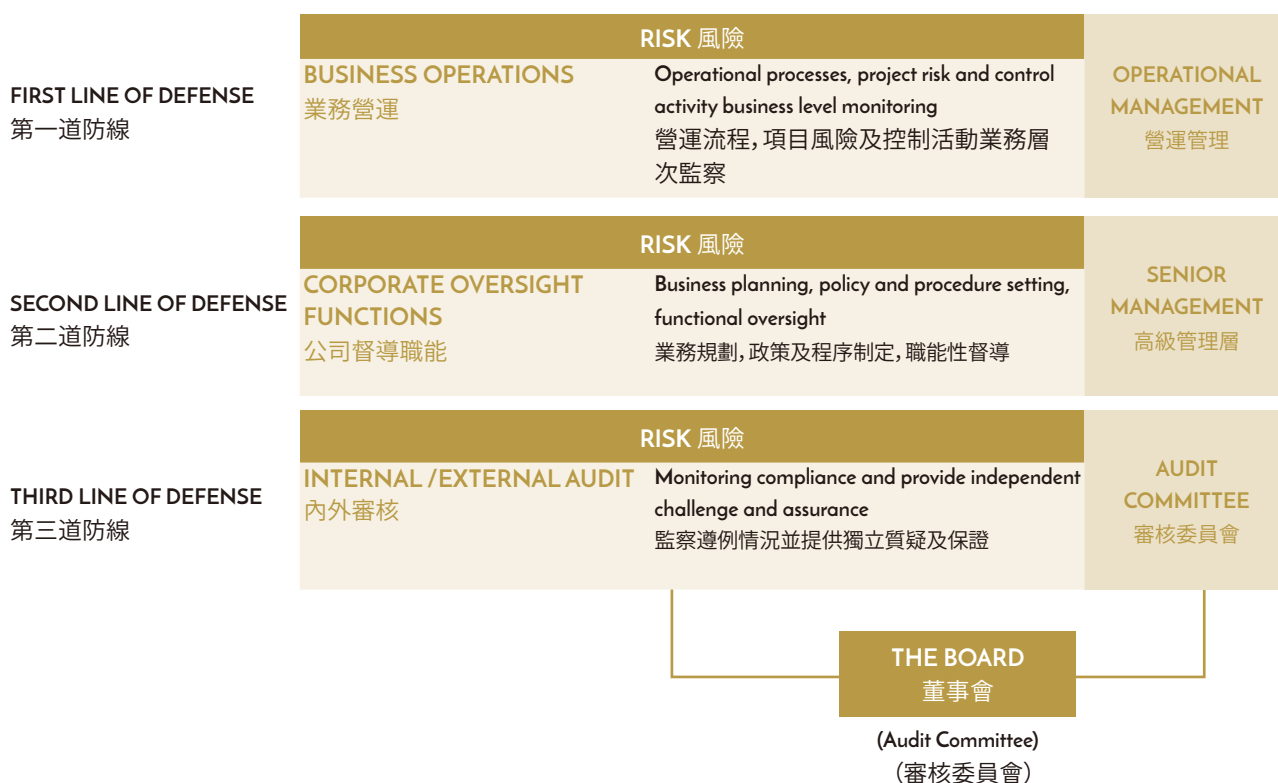 RISK 風險
FIRST LINE OF DEFENSE
第一道防線
BUSINESS OPERATIONS
業務營運
Operational processes, project risk and control
activity business level monitoring
營運流程，項目風險及控制活動業務層
次監察
OPERATIONAL
MANAGEMENT
營運管理
RISK 風險
SECOND LINE OF DEFENSE
第二道防線
CORPORATE OVERSIGHT
FUNCTIONS
公司督導職能
Business planning, policy and procedure setting,
functional oversight
業務規劃，政策及程序制定，職能性督導
SENIOR
MANAGEMENT
高級管理層
RISK 風險
THIRD LINE OF DEFENSE
第三道防線
INTERNAL /EXTERNAL AUDIT
內外審核
Monitoring compliance and provide independent
challenge and assurance
監察遵例情況並提供獨立質疑及保證
AUDIT
COMMITTEE
審核委員會
THE BOARD
董事會
(Audit Committee)
（審核委員會）